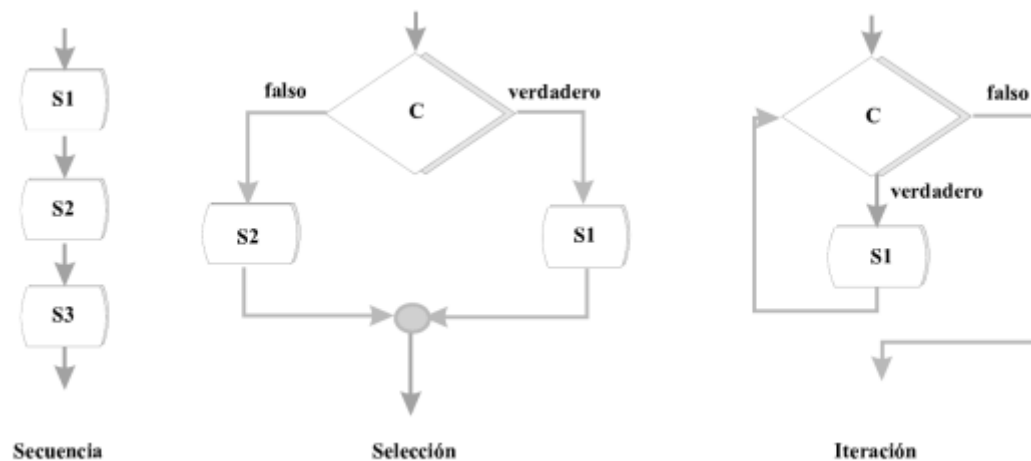 S1
S2
S3
Secuencia
falso
verdadero
C
S2
S1
Selección
C
falso
verdadero
S1
Iteración